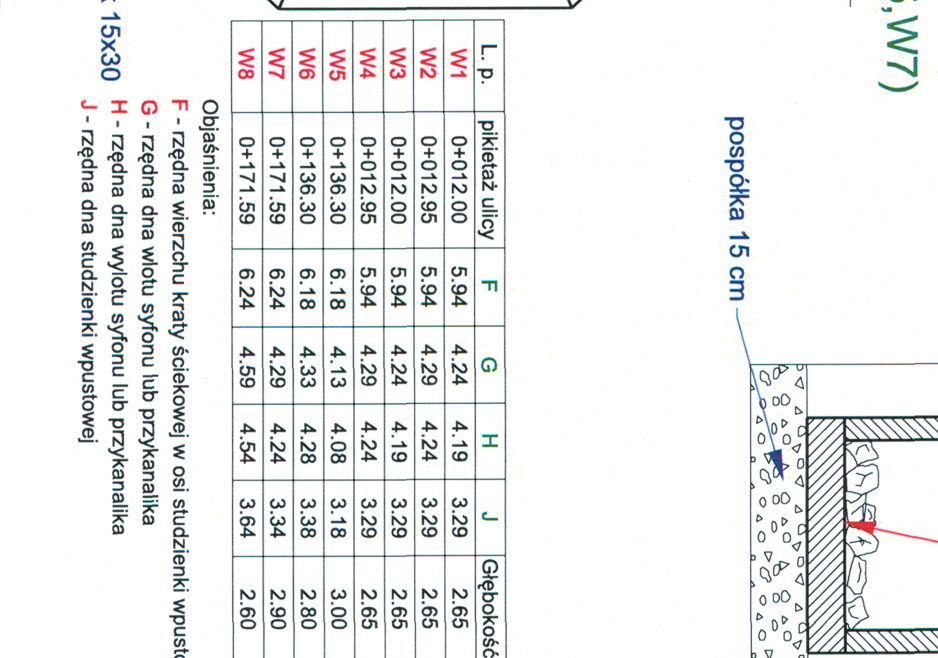 ,W7)
pospółka 15 cm
L. p. pikietaż ulicy F G H J Głębokość
W1 0+012.00 5.94 4.24 4.19 3.29 2.65
W2 0+012.95 5.94 4.29 4.24 3.29 2.65
W3 0+012.00 5.94 4.24 4.19 3.29 2.65
W4 0+012.95 5.94 4.29 4.24 3.29 2.65
W5 0+136.30 6.18 4.13 4.08 3.18 3.00
W6 0+136.30 6.18 4.33 4.28 3.38 2.80
W7 0+171.59 6.24 4.29 4.24 3.34 2.90
W8 0+171.59 6.24 4.59 4.54 3.64 2.60
Objaśnienia:
F - rzędna wierzchu kraty ściekowej w osi studzienki wpusto
G - rzędna dna wlotu syfonu lub przykanalika
H - rzędna dna wylotu syfonu lub przykanalika
J - rzędna dna studzienki wpustowej
15x30